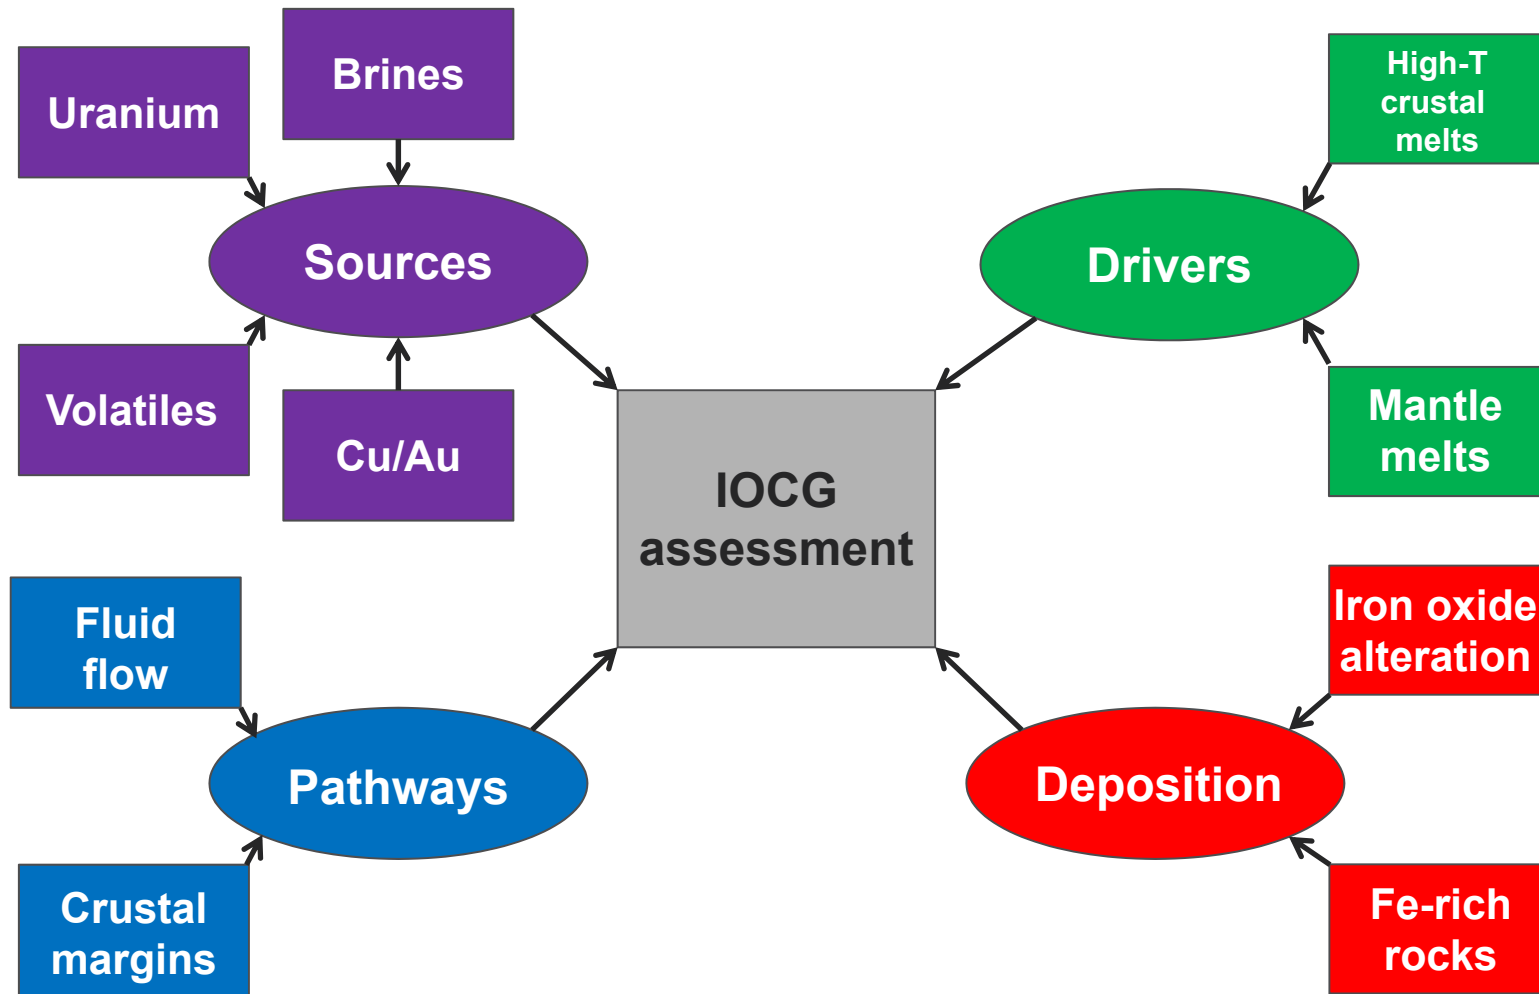 Uranium
Brines
Sources
Volatiles
Cu/Au
High-T
crustal
melts
Drivers
Mantle
melts
IOCG
assessment
Fluid
flow
Pathways
Crustal
margins
Iron oxide
alteration
Deposition
Fe-rich
rocks